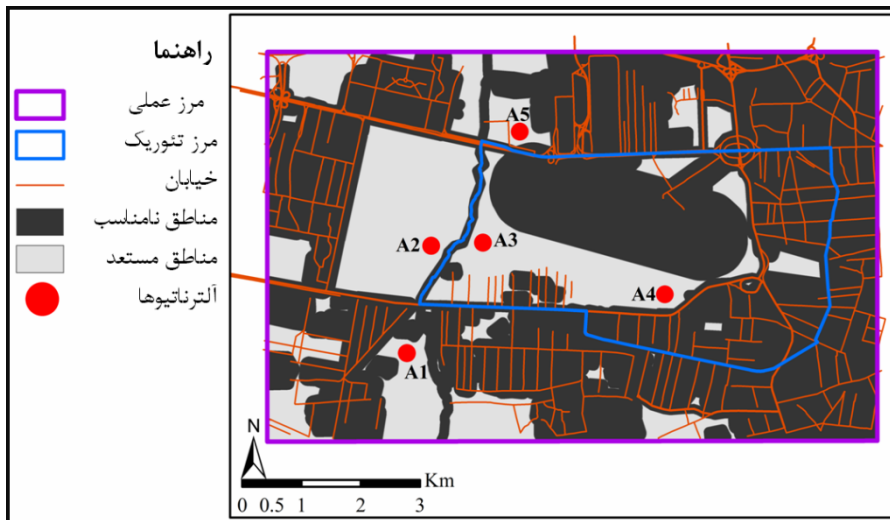 راهنما
مرز عملی
مرز تئوریک
خیابان
مناطق نامناسب
مناطق مستعد
آلترناتیوها
A5
A2
A3
A4
A1
N
Km
0 0.5 1 2 3